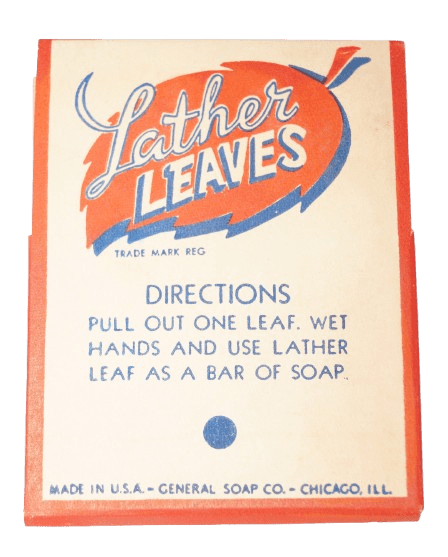 Lather
LEAVES
TRADE MARK REG
DIRECTIONS
PULL OUT ONE LEAF. WET
HANDS AND USE LATHER
LEAF AS A BAR OF SOAP.
MADE IN U.S.A. - GENERAL SOAP CO. - CHICAGO, ILL.